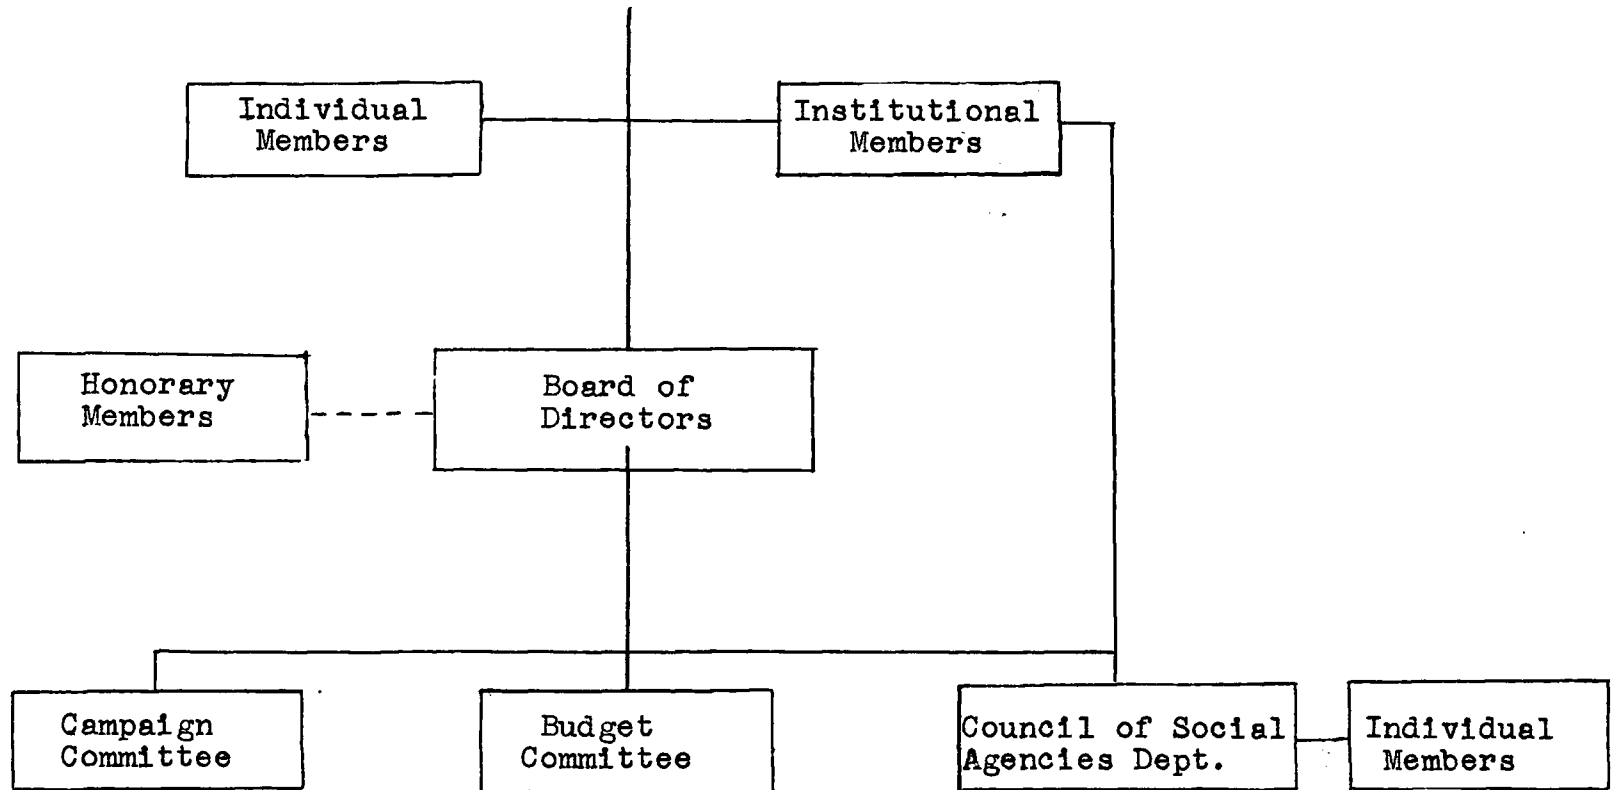 Individual
Members
Institutional
Members
Honorary
Members
Board of
Directors
Campaign
Committee
Budget
Committee
Council of Social
Agencies Dept.
Individual
Members